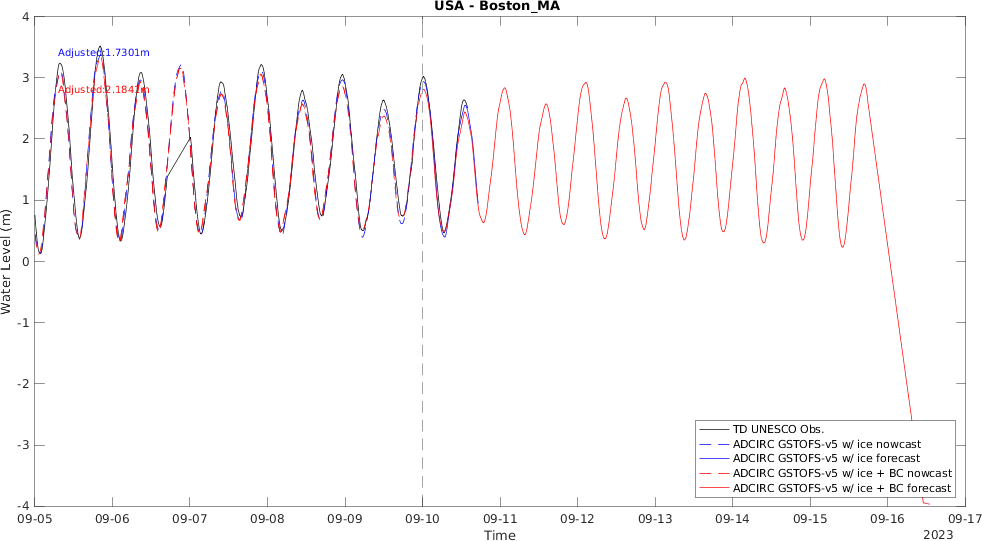 USA - Boston_MA
Adjusted:1.7301m
Adjusted:2.1841m
Water Level (m)
4
3
2
1
0
-1
-2
-3
-4
TD UNESCO Obs.
ADCIRC GSTOFS-v5 w/ ice nowcast
ADCIRC GSTOFS-v5 w/ ice forecast
ADCIRC GSTOFS-v5 w/ ice + BC nowcast
ADCIRC GSTOFS-v5 w/ ice + BC forecast
09-05 09-06 09-07 09-08 09-09 09-10 09-11 09-12 09-13 09-14 09-15 09-16 09-17
Time
2023